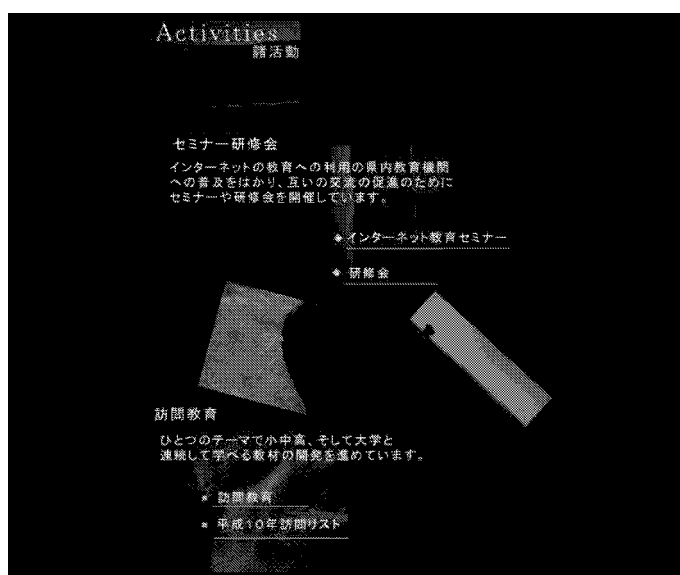 Activities
諸活動
セミナー研修会
インターネットの教育への利用の県内教育機関
への普及をはかり、互いの交流の促進のために
セミナーや研修会を開催しています。
インターネット教育セミナー
研修会
訪問教育
ひとつのテーマで小中高、そして大学と
連続して学べる教材の開発を進めています。
訪問教育
平成10年訪問リスト